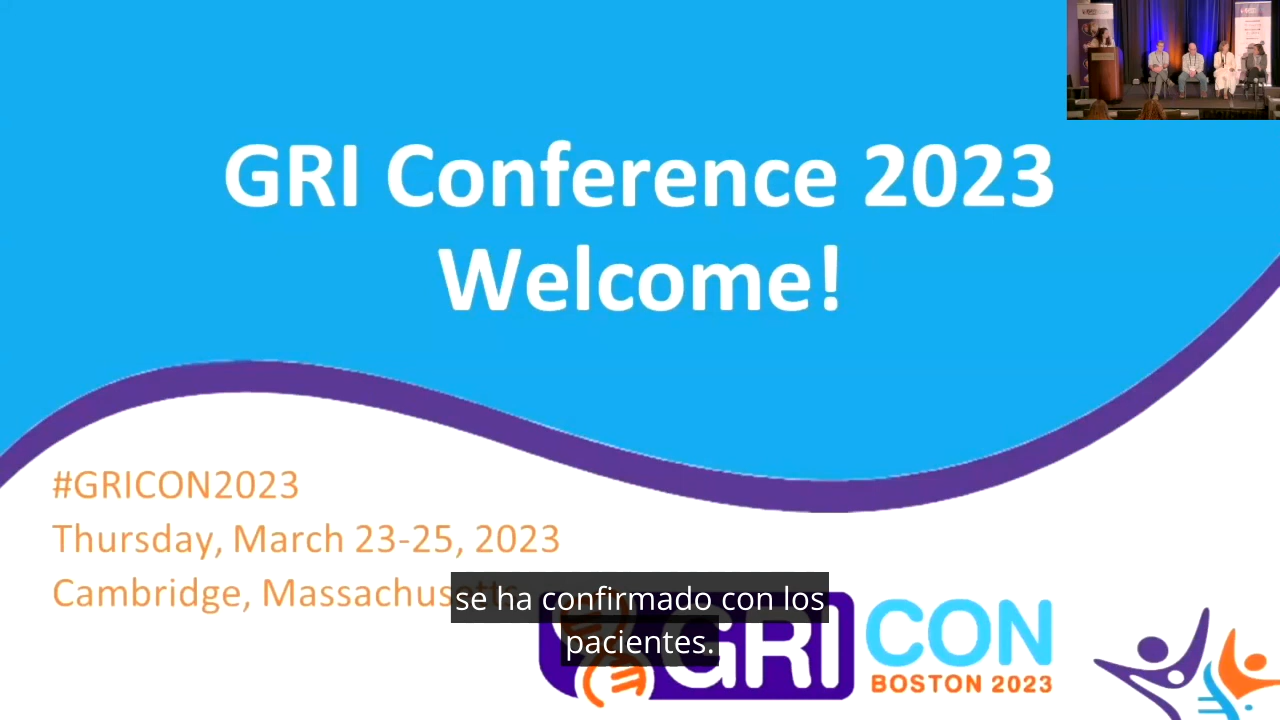 GRI Conference 2023
Welcome!
#GRICON2023
Thursday, March 23-25, 2023
Cambridge, Massachusetts
se ha confirmado con los
pacientes.
GRI CON
BOSTON 2023